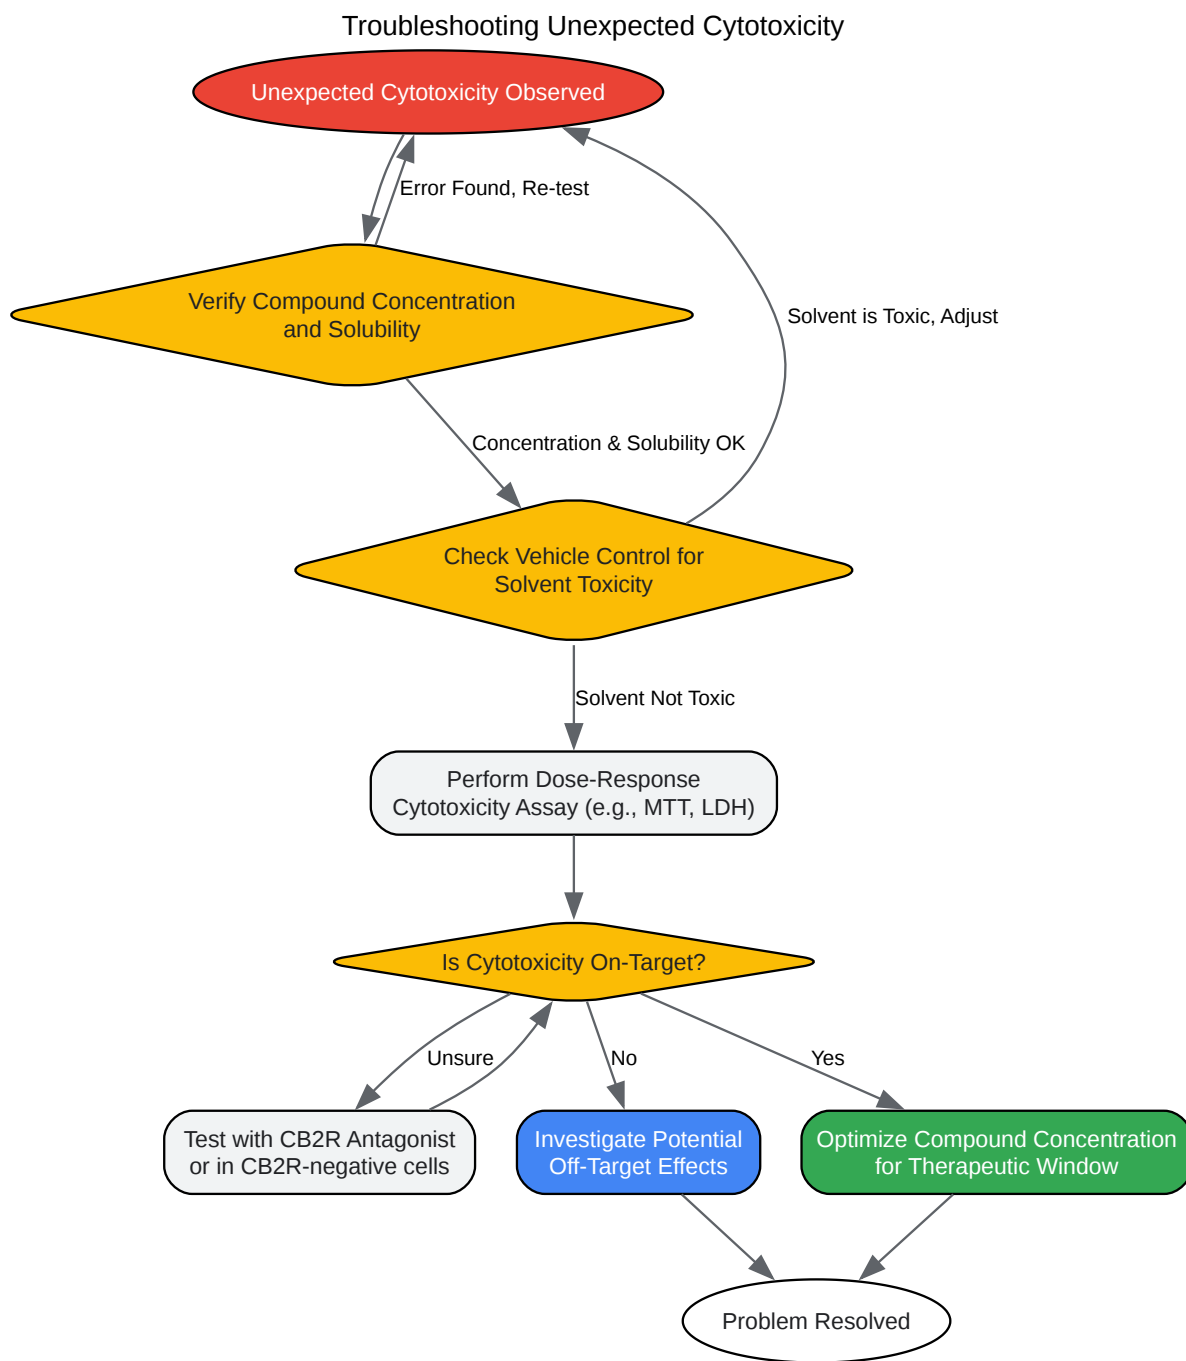 Troubleshooting Unexpected Cytotoxicity
Unexpected Cytotoxicity Observed
Error Found, Re-test
Verify Compound Concentration
and Solubility
Solvent is Toxic, Adjust
Concentration & Solubility OK
Check Vehicle Control for
Solvent Toxicity
Solvent Not Toxic
Perform Dose-Response
Cytotoxicity Assay (e.g., MTT, LDH)
Is Cytotoxicity On-Target?
Unsure
No
Yes
Test with CB2R Antagonist
or in CB2R-negative cells
Investigate Potential
Off-Target Effects
Optimize Compound Concentration
for Therapeutic Window
Problem Resolved